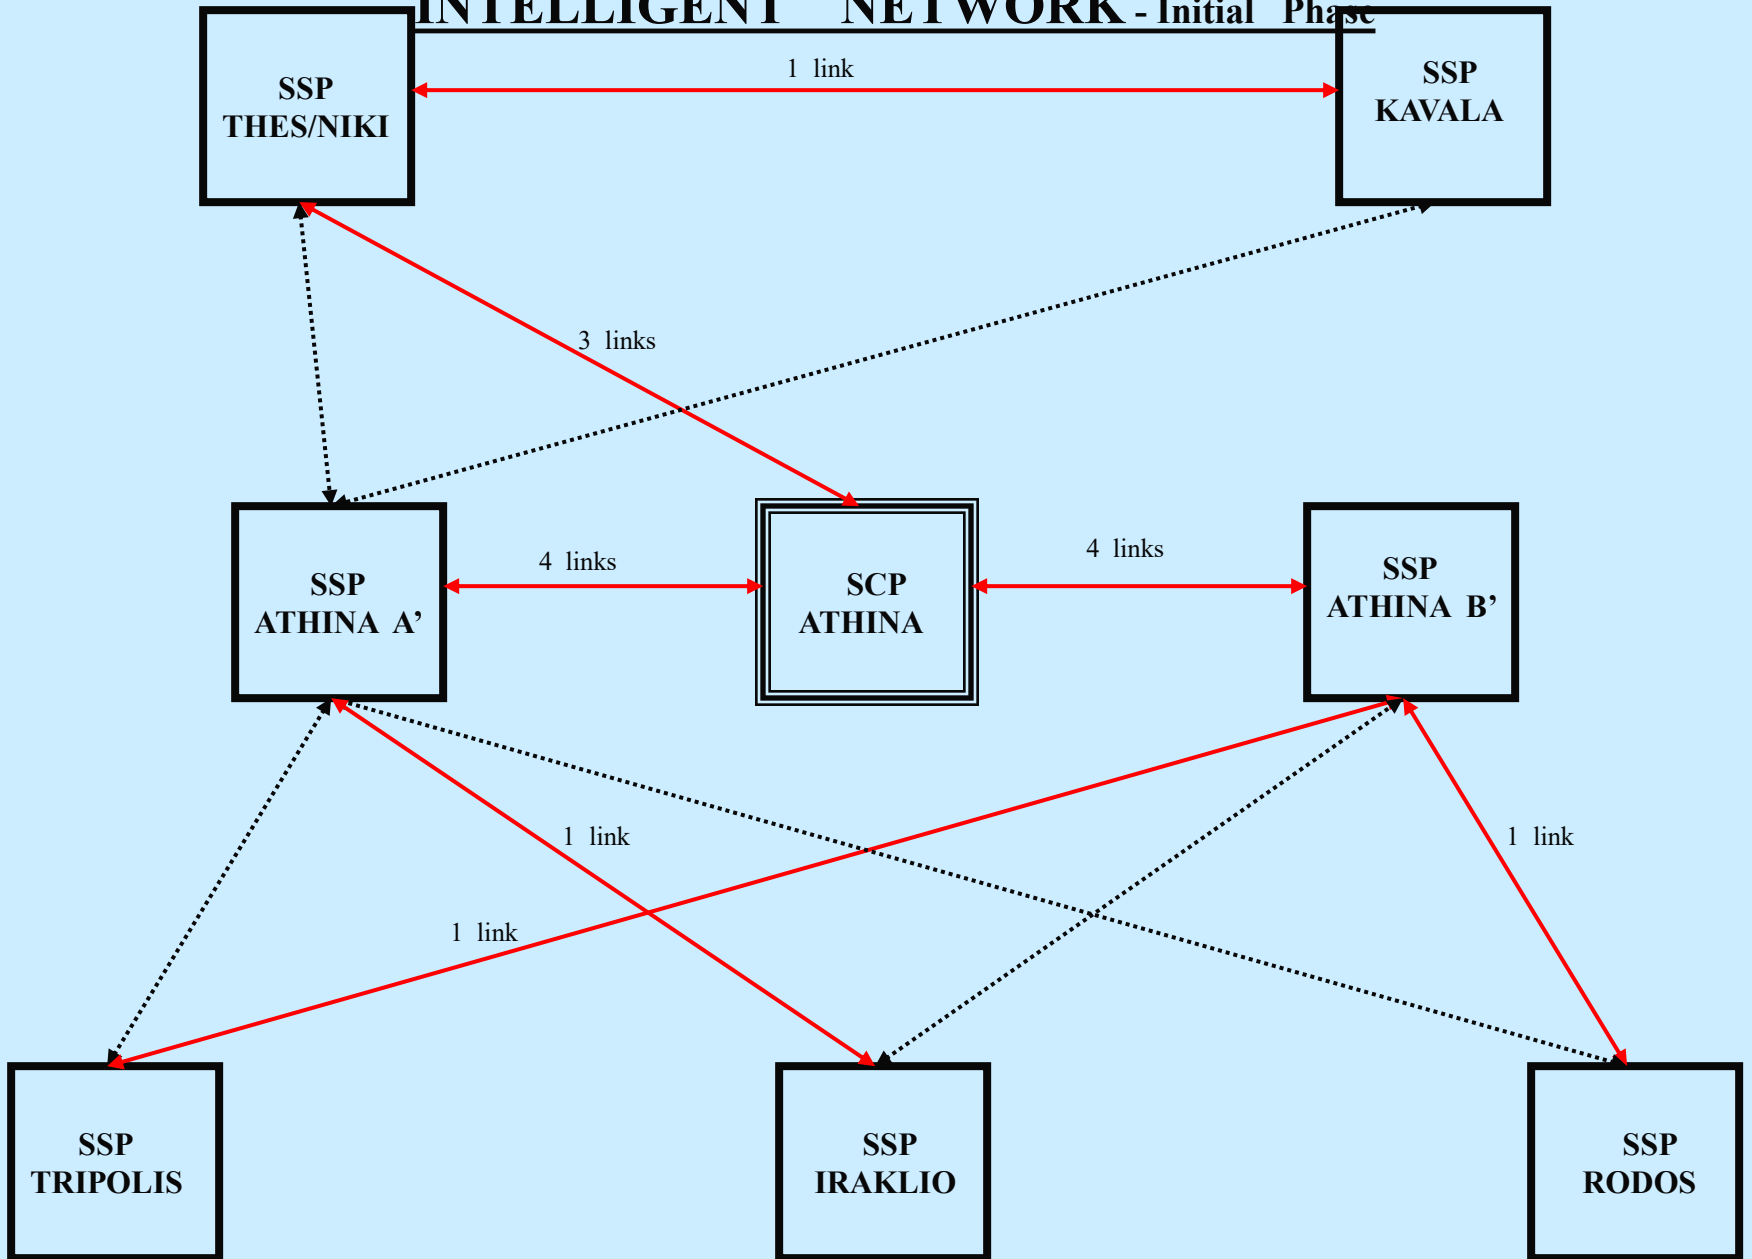 INTELLIGENT NETWORK - Initial Phase
SSP
THES/NIKI
1 link
SSP
KAVALA
3 links
SSP
ATHINA A’
4 links
SCP
ATHINA
4 links
SSP
ATHINA B’
1 link
1 link
1 link
SSP
TRIPOLIS
SSP
IRAKLIO
SSP
RODOS